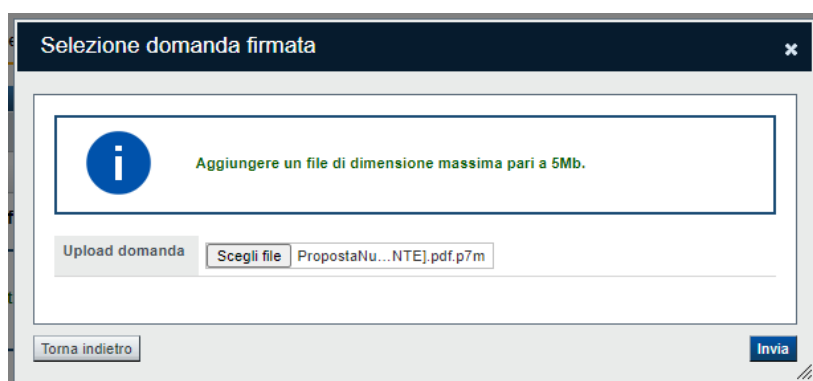 Selezione domanda firmata
Aggiungere un file di dimensione massima pari a 5Mb.
Upload domanda
Scegli file PropostaNu...NTE].pdf.p7m
Torna indietro
Invia